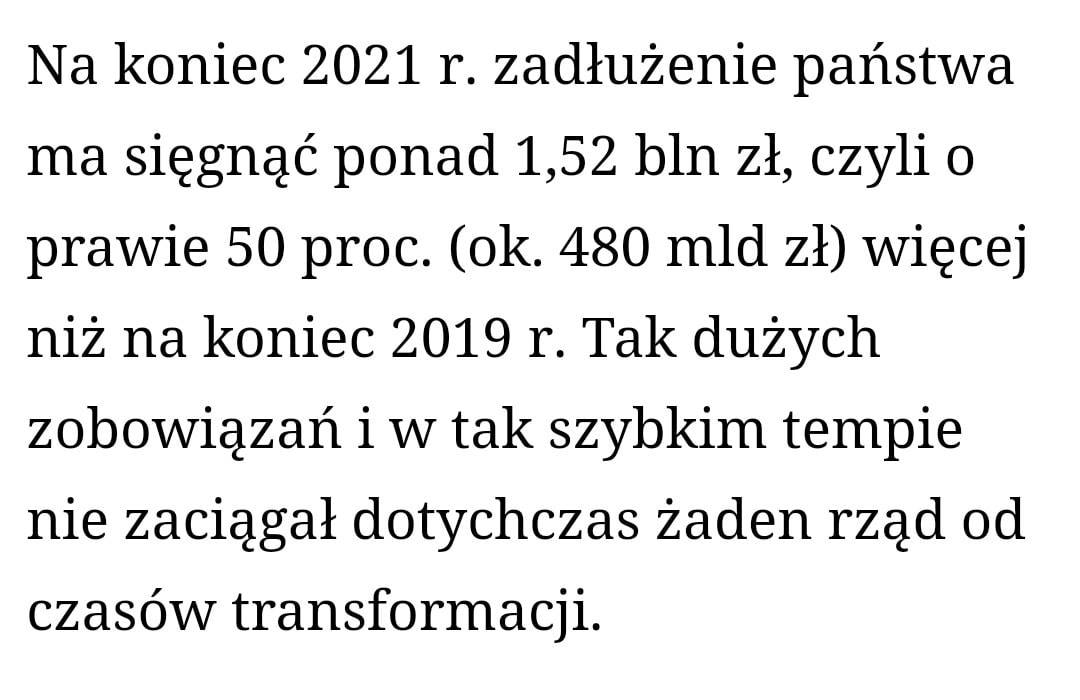 Na koniec 2021 r. zadłużenie państwa
ma sięgnąć ponad 1,52 bln zł, czyli o
prawie 50 proc. (ok. 480 mld zł) więcej
niż na koniec 2019 r. Tak dużych
zobowiązań i w tak szybkim tempie
nie zaciągał dotychczas żaden rząd od
czasów transformacji.